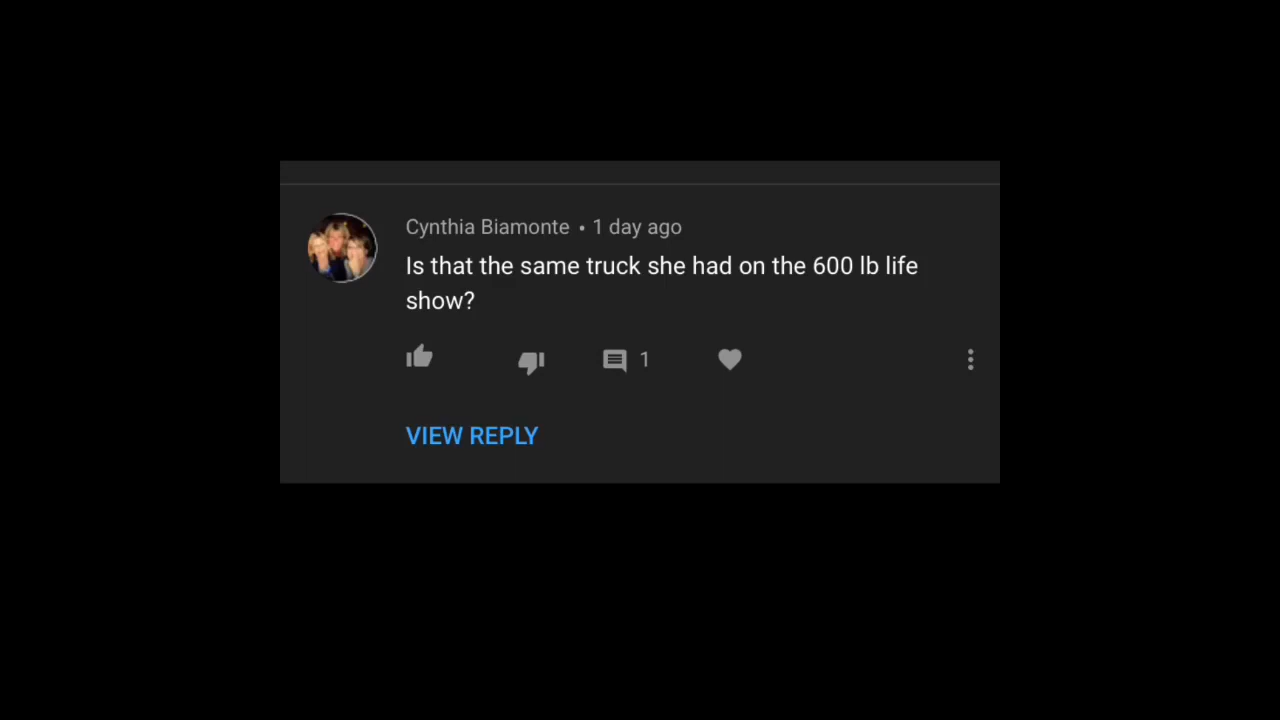 Cynthia Biamonte • 1 day ago
Is that the same truck she had on the 600 lb life
show?
1
VIEW REPLY